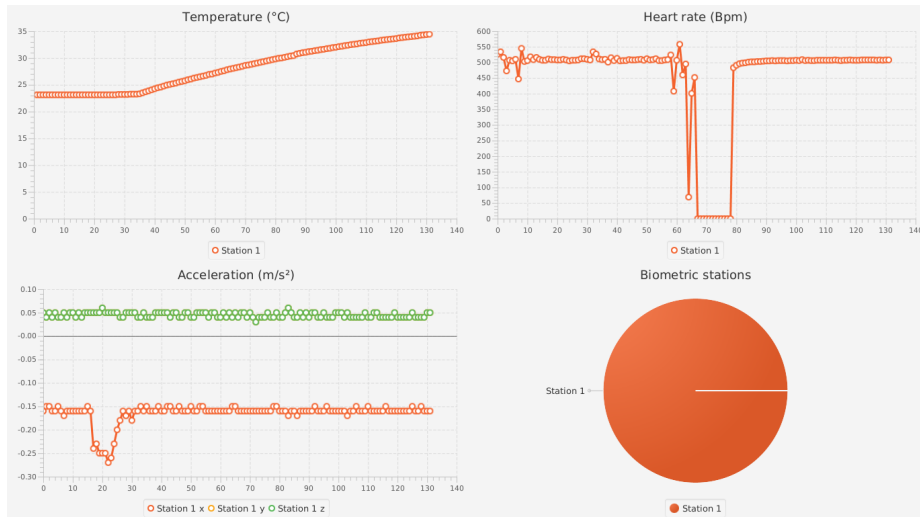 Temperature (°C)
35
30
25
20
15
10
5
0
0 10 20 30 40 50 60 70 80 90 100 110 120 130 140
Station 1
Heart rate (Bpm)
600
550
500
450
400
350
300
250
200
150
100
50
0
0 10 20 30 40 50 60 70 80 90 100 110 120 130 140
Station 1
Acceleration (m/s²)
0.10
0.05
-0.00
-0.05
-0.10
-0.15
-0.20
-0.25
-0.30
0 10 20 30 40 50 60 70 80 90 100 110 120 130 140
Station 1 x Station 1 y Station 1 z
Biometric stations
Station 1
Station 1